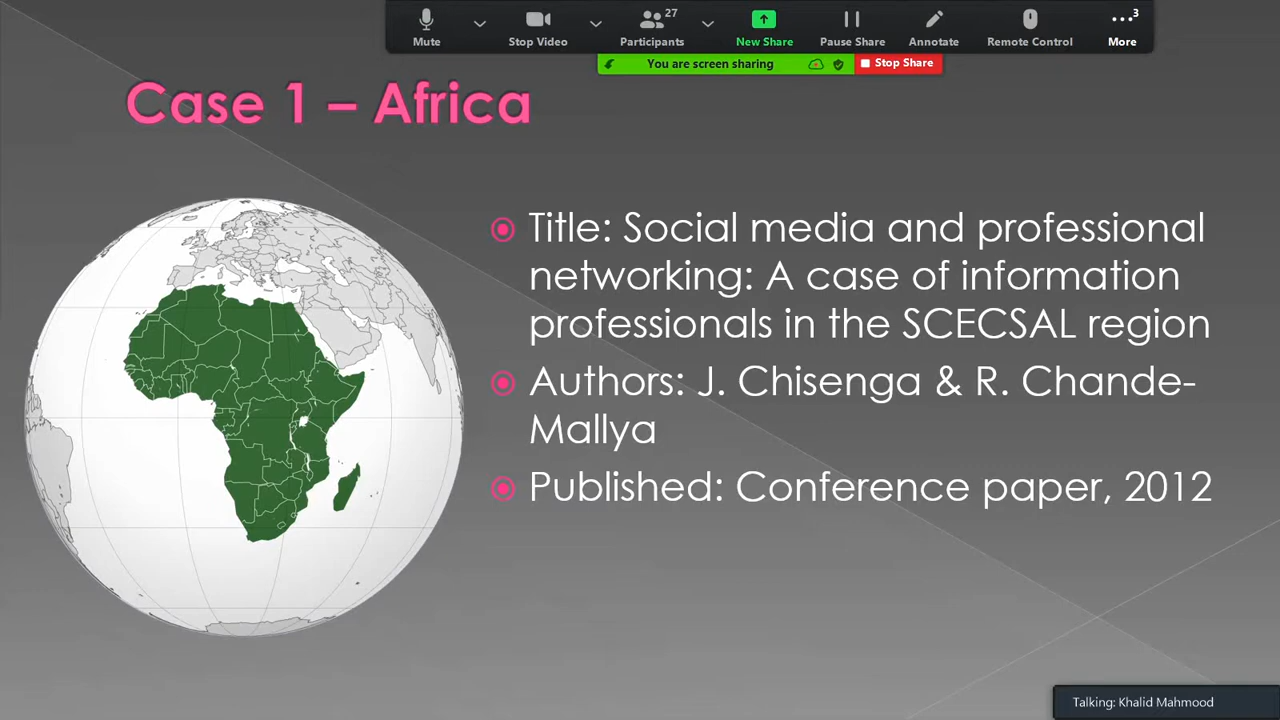 27
3
Mute
Stop Video
Participants
New Share
Pause Share
Annotate
Remote Control
More
You are screen sharing
Stop Share
Case 1 – Africa
Title: Social media and professional
networking: A case of information
professionals in the SCECSAL region
Authors: J. Chisenga & R. Chande-
Mallya
Published: Conference paper, 2012
Talking: Khalid Mahmood